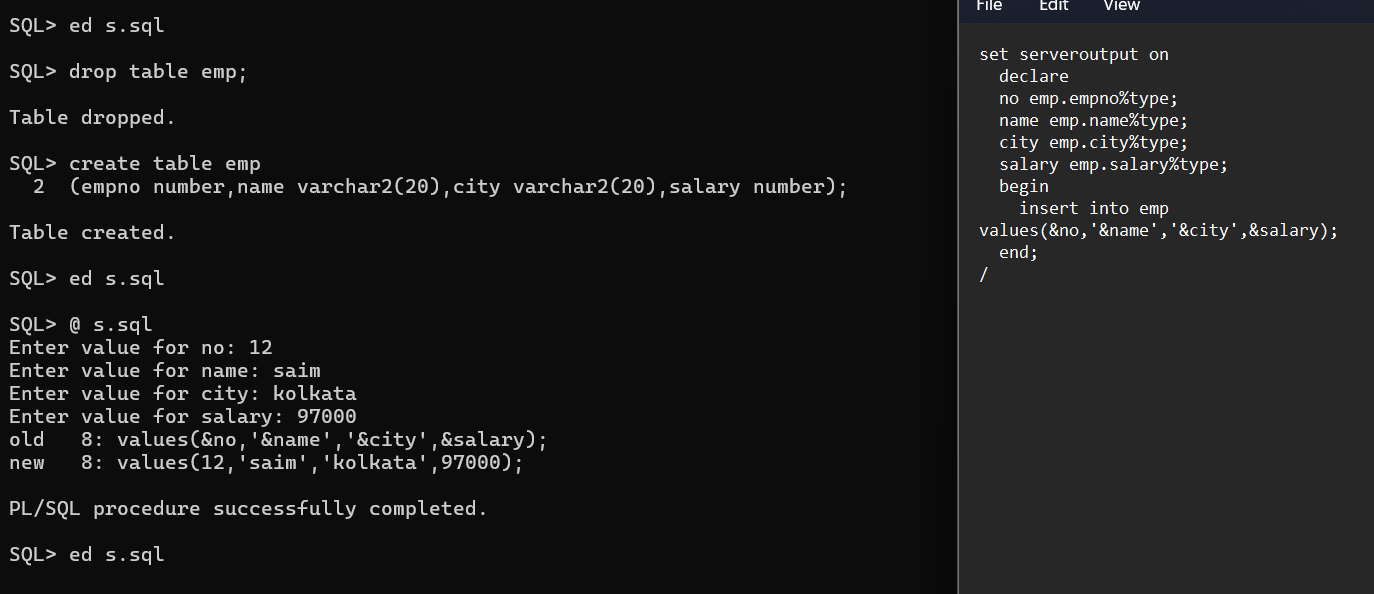 SQL> ed s.sql
SQL> drop table emp;
Table dropped.
SQL> create table emp
  2  (empno number,name varchar2(20),city varchar2(20),salary number);
Table created.
SQL> ed s.sql
SQL> @ s.sql
Enter value for no: 12
Enter value for name: saim
Enter value for city: kolkata
Enter value for salary: 97000
old   8: values(&no,'&name','&city',&salary);
new   8: values(12,'saim','kolkata',97000);
PL/SQL procedure successfully completed.
SQL> ed s.sql
File Edit View
set serveroutput on
  declare
  no emp.empno%type;
  name emp.name%type;
  city emp.city%type;
  salary emp.salary%type;
  begin
    insert into emp
values(&no,'&name','&city',&salary);
  end;
/